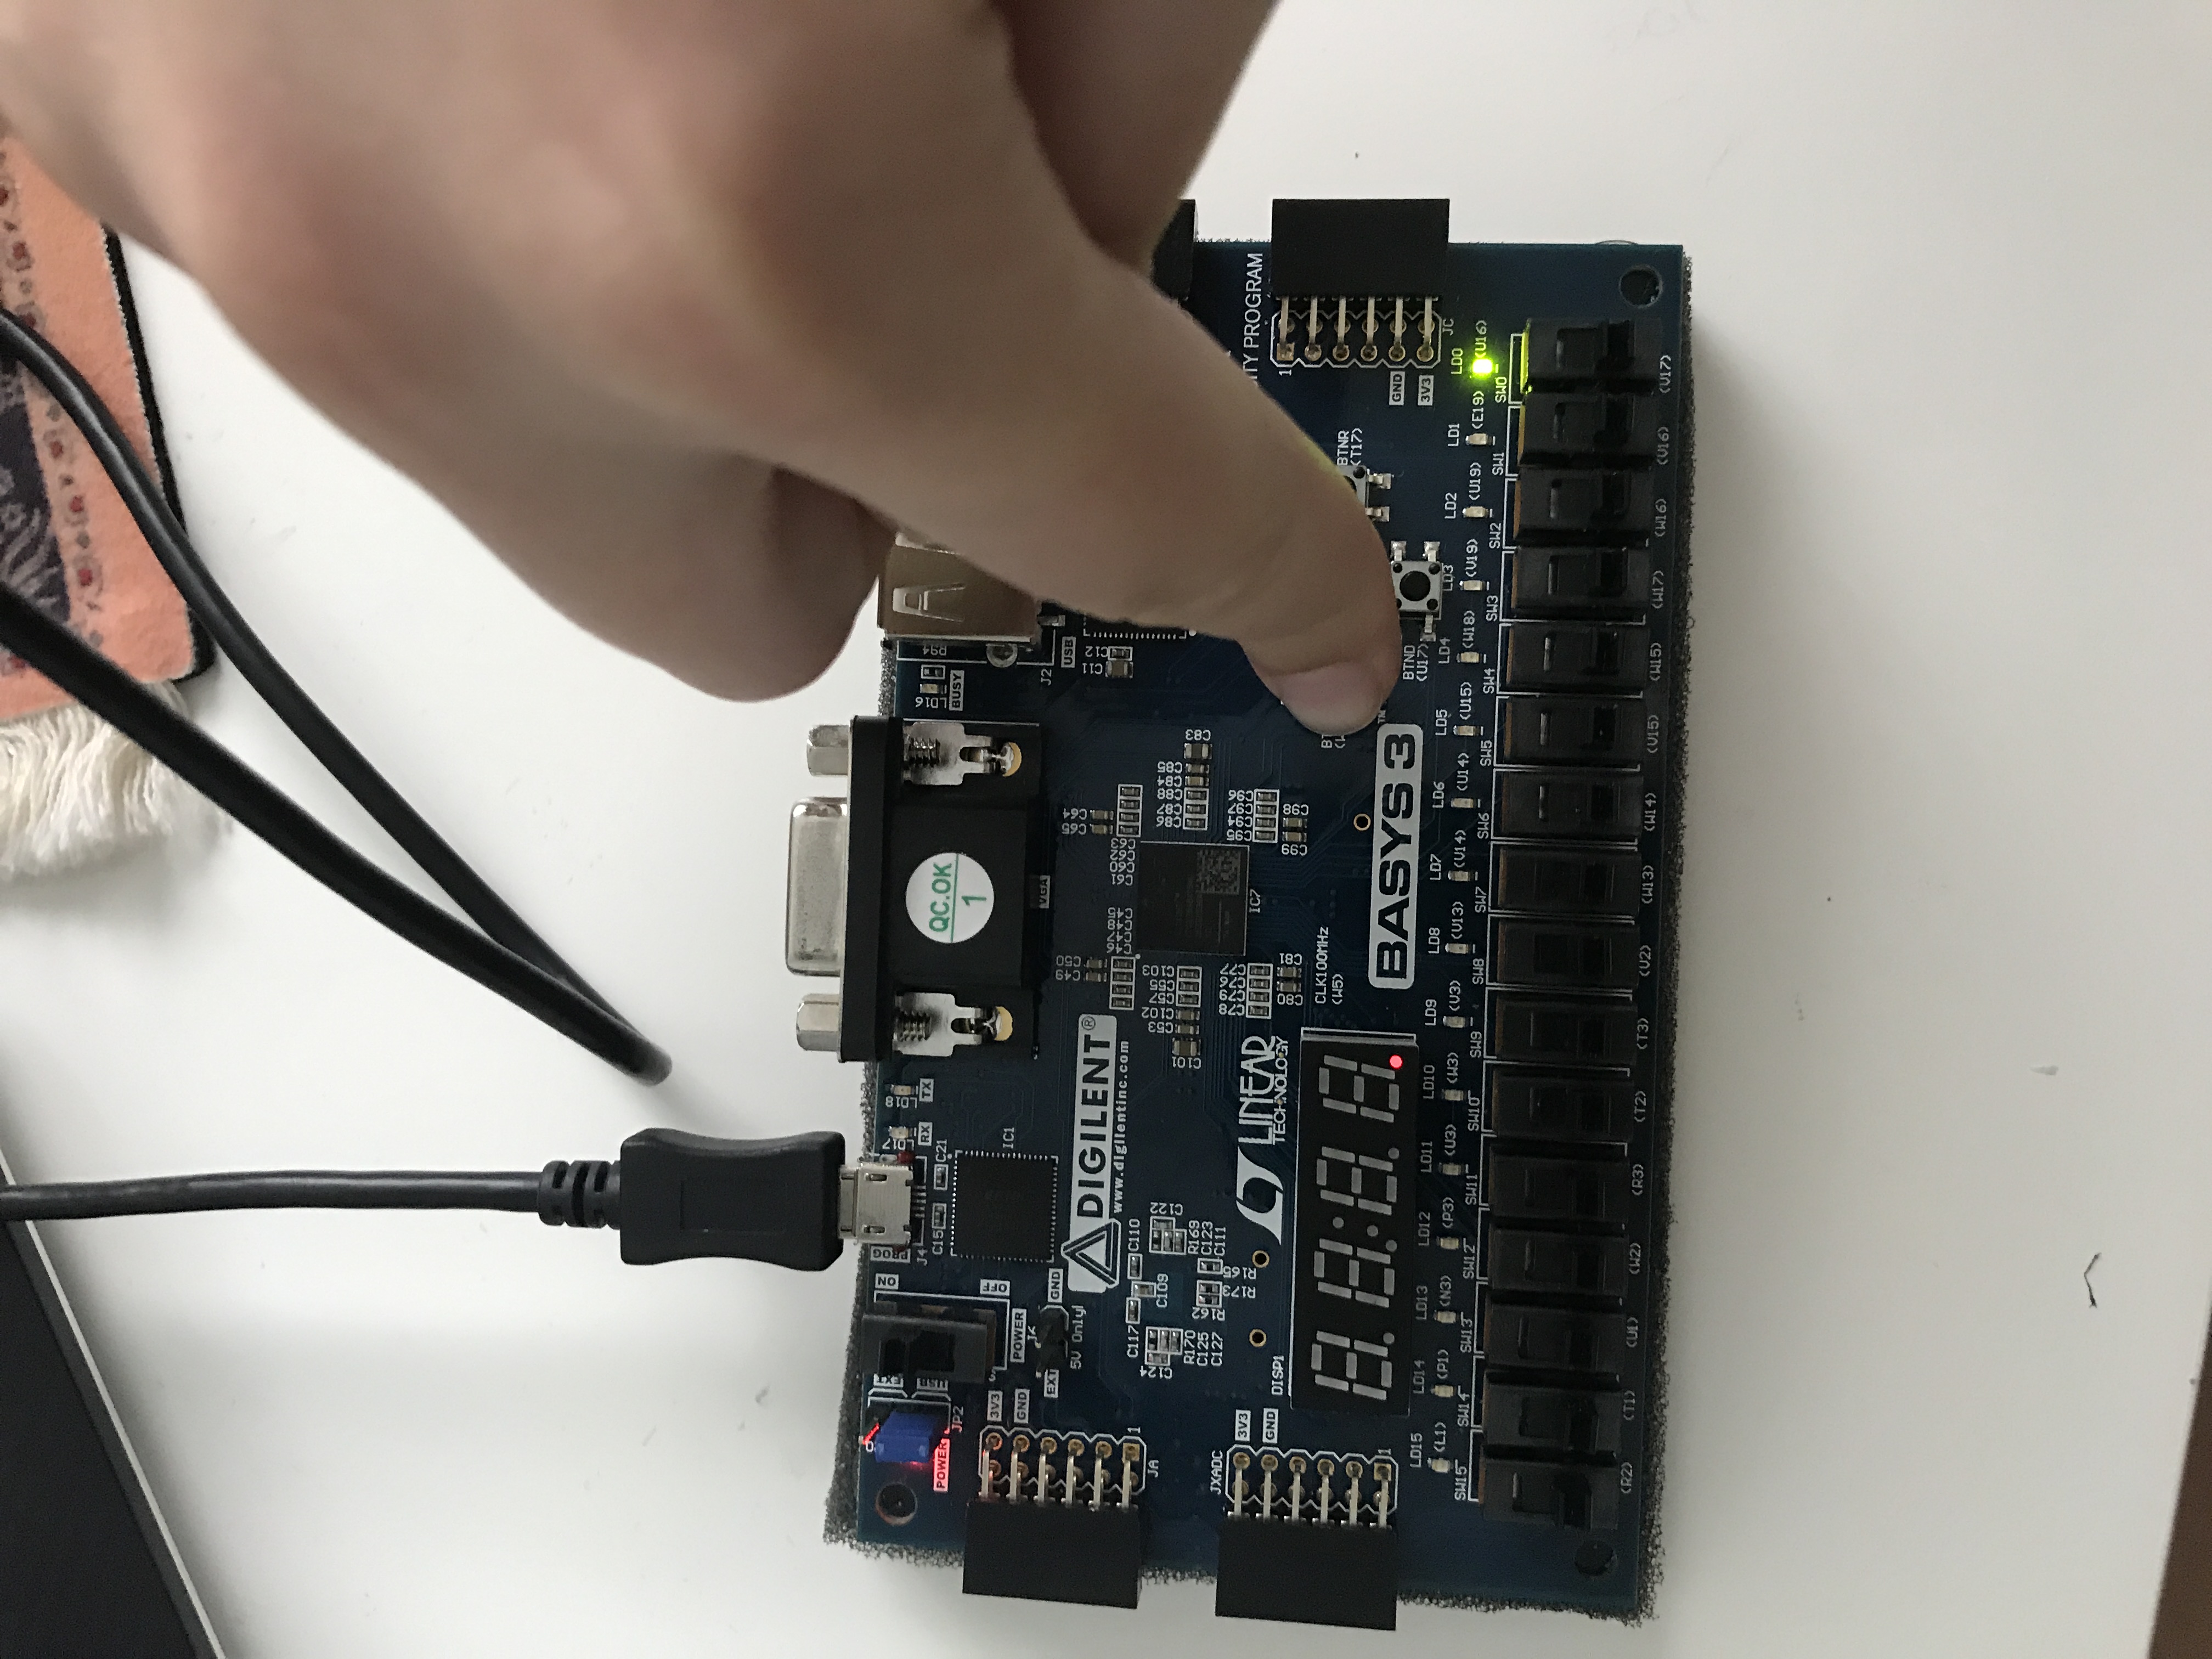 QC.OK
1
ON
PROG
J4
LD17
RX
LD18
TX
LD16
BUSY
R94
C15
C21
POWER
JP2
OFF
POWER
3V3
GND
IC1
J6
EXT
GND
5V Only!
VGA
J2
USB
1
JA
DIGILENT®
www.digilentinc.com
C49
C50
C65
C64
C11
C12
C46
C47
C48
C45
C61
C60
C62
C63
C117
C110
C109
C124
C122
R170
C125
C127
R169
C123
C111
R162
R173
R165
C101
C53
C102
C57
C55
C103
C86
C87
C88
C84
C85
C83
JXADC
3V3
GND
1
LINEAR
TECHNOLOGY
C78
C79
C76
C77
C80
C81
IC7
C95
C94
C97
C96
C99
C98
ITY PROGRAM
1
DISP1
CLK100MHz
(W5)
BT
BTNR
(T17)
BASYS 3™
BTND
(U17)
GND
3V3
JC
LD15 LD14 LD13 LD12 LD11 LD10 LD9 LD8 LD7 LD6 LD5 LD4 LD3 LD2 LD1 LD0
(L1) (P1) (N3) (P3) (U3) (W3) (V3) (V13) (V14) (U14) (U15) (W18) (V19) (U19) (E19) (U16)
SW15 SW14 SW13 SW12 SW11 SW10 SW9 SW8 SW7 SW6 SW5 SW4 SW3 SW2 SW1 SW0
(R2) (T1) (U1) (W2) (R3) (T2) (T3) (V2) (W13) (W14) (V15) (W15) (W17) (W16) (V16) (V17)